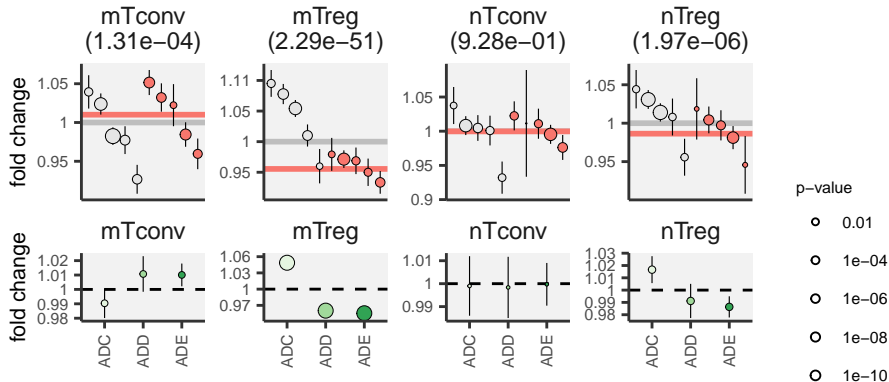 mTconv
(1.31e−04)
mTreg
(2.29e−51)
nTconv
(9.28e−01)
nTreg
(1.97e−06)
fold change
1.05
1
0.95
1.11
1.05
1
0.95
1.1
1.05
1
0.95
0.9
1.05
1
0.95
mTconv
mTreg
nTconv
nTreg
fold change
1.02
1.01
1
0.99
0.98
1.06
1.03
1
0.97
1.01
1
0.99
1.03
1.02
1.01
1
0.99
0.98
ADC
ADD
ADE
ADC
ADD
ADE
ADC
ADD
ADE
ADC
ADD
ADE
p−value
0.01
1e−04
1e−06
1e−08
1e−10